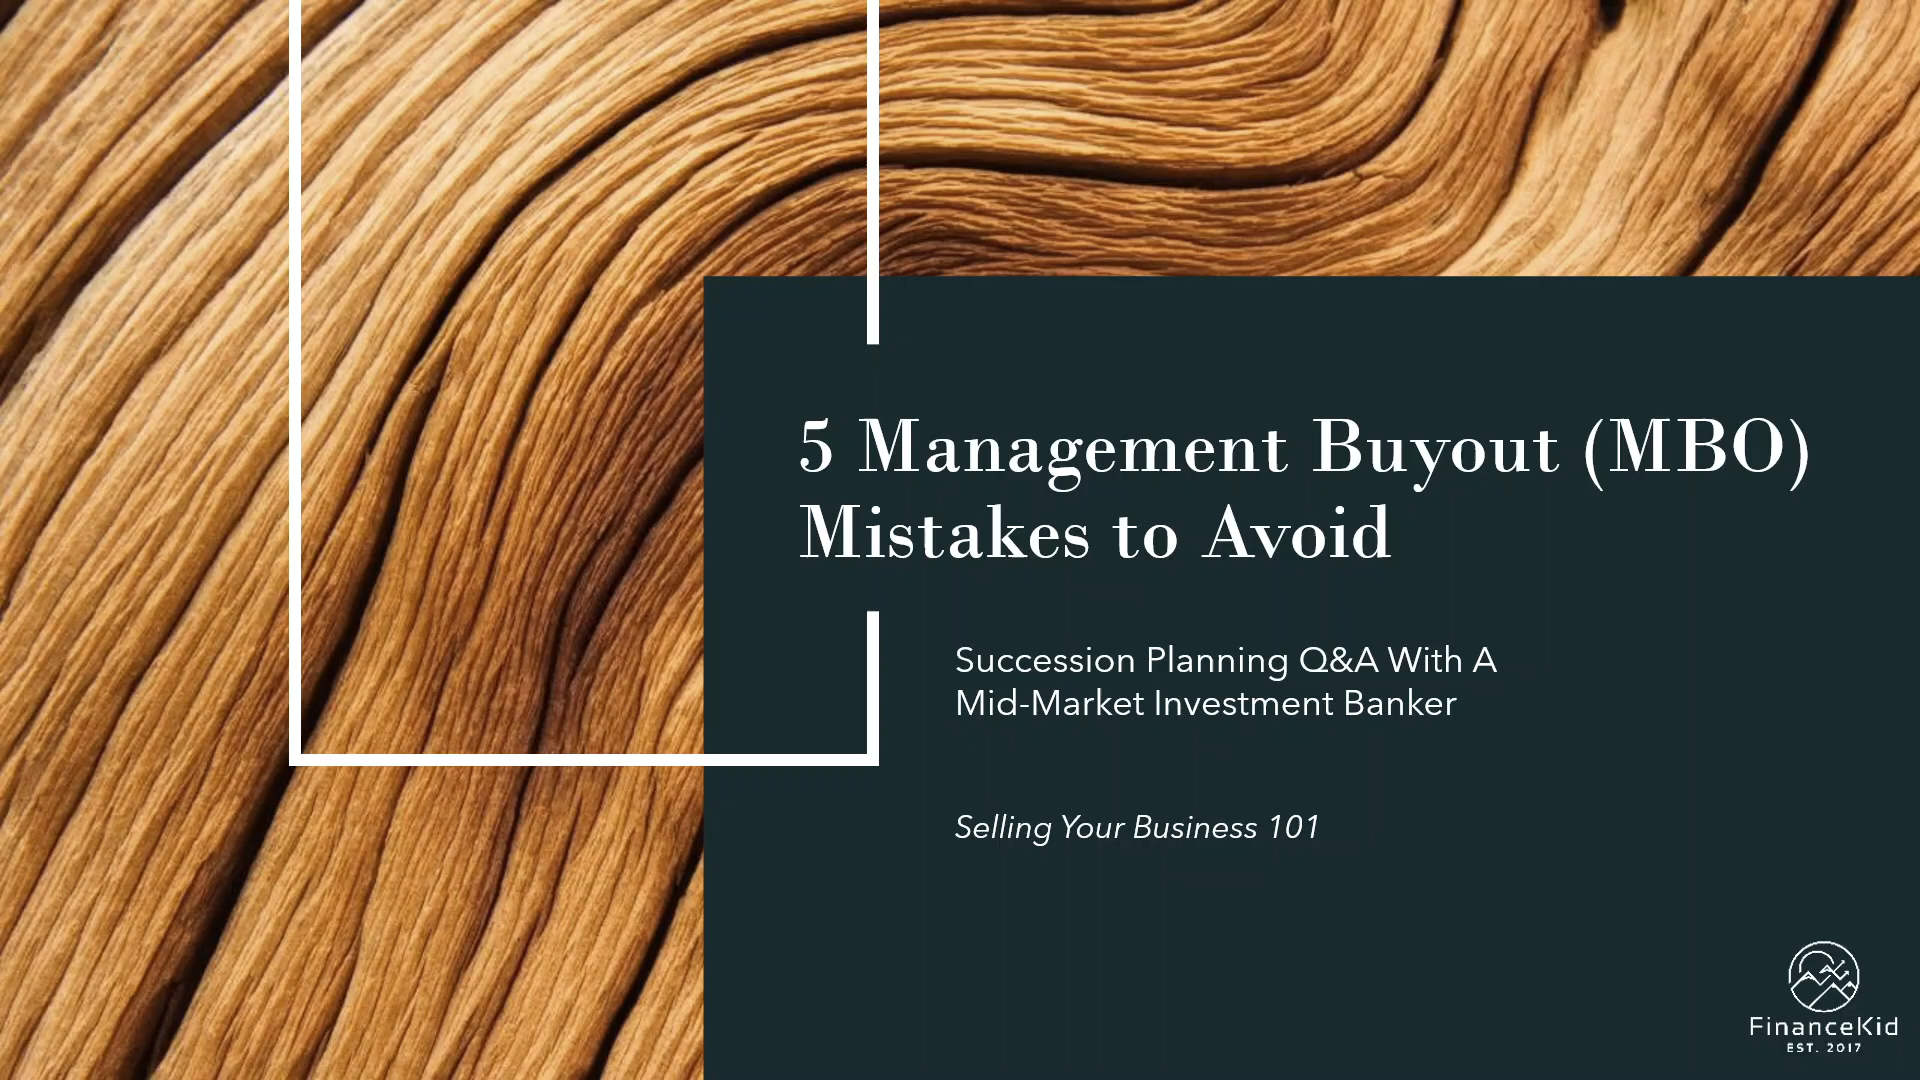 5 Management Buyout (MBO)
Mistakes to Avoid
Succession Planning Q&A With A
Mid-Market Investment Banker
Selling Your Business 101
FinanceKid
EST. 2017